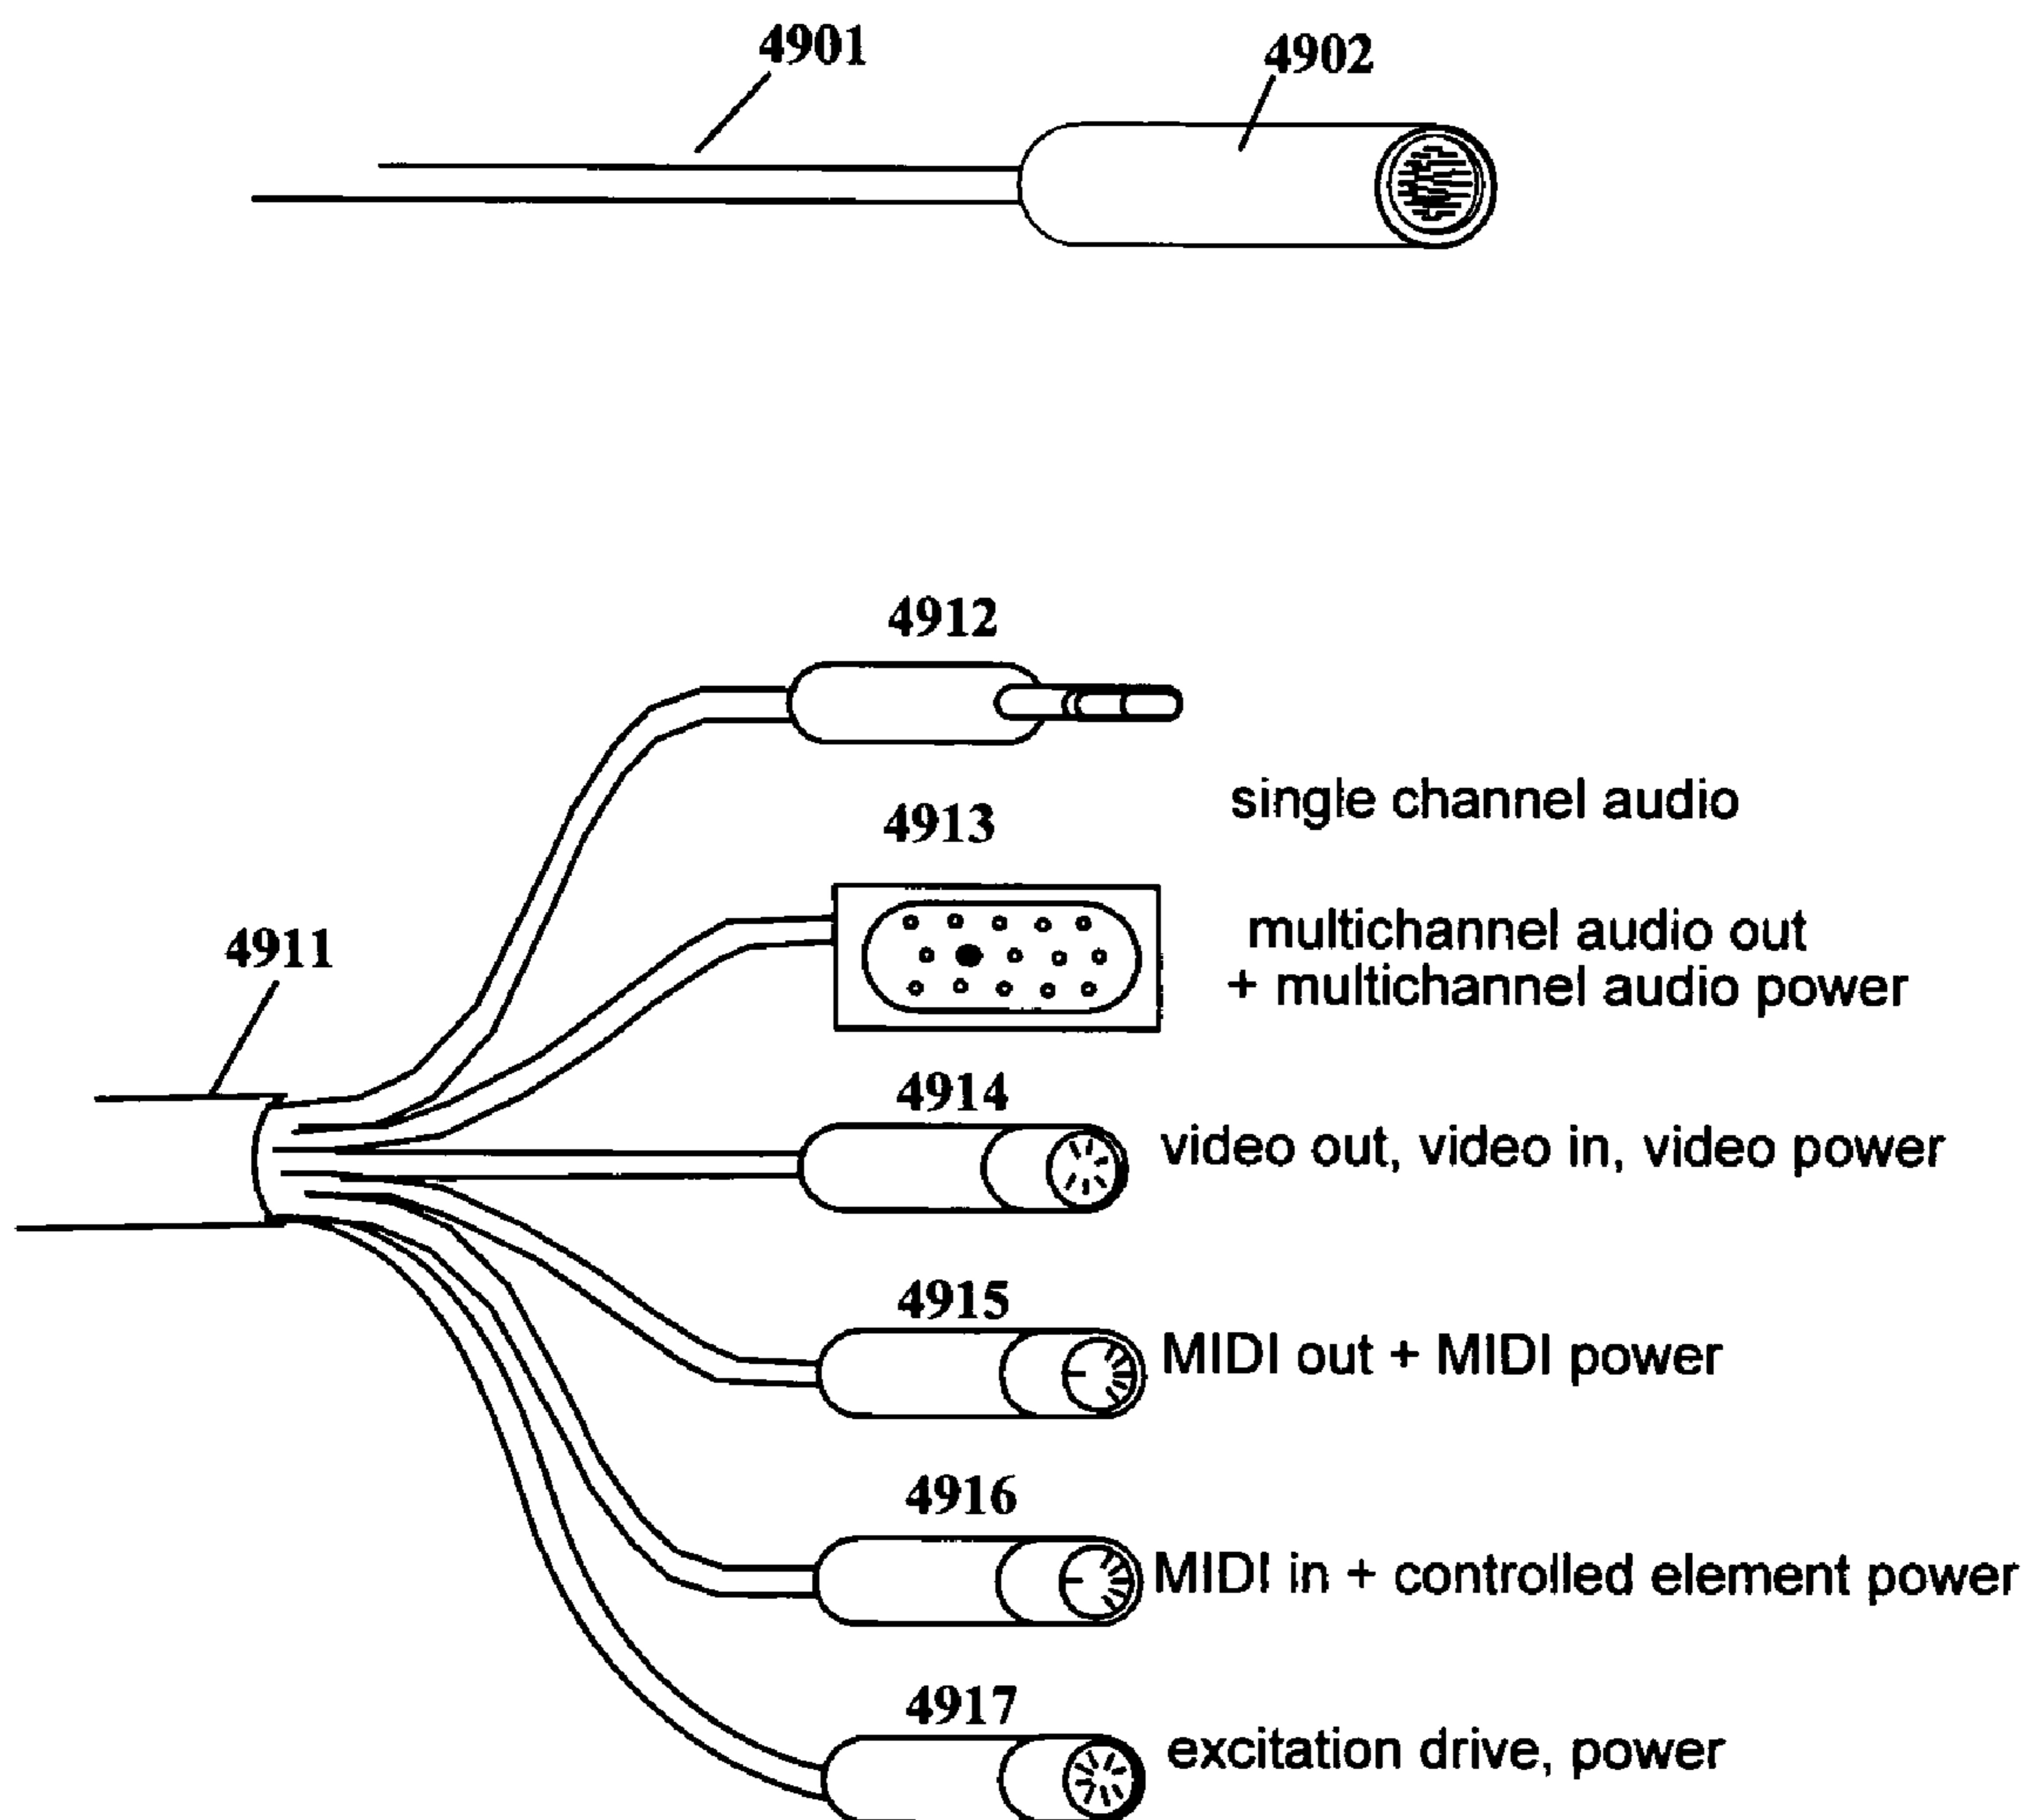 4901
4902
4912
single channel audio
4913
multichannel audio out
+ multichannel audio power
4911
4914
video out, video in, video power
4915
MIDI out + MIDI power
4916
MIDI in + controlled element power
4917
excitation drive, power